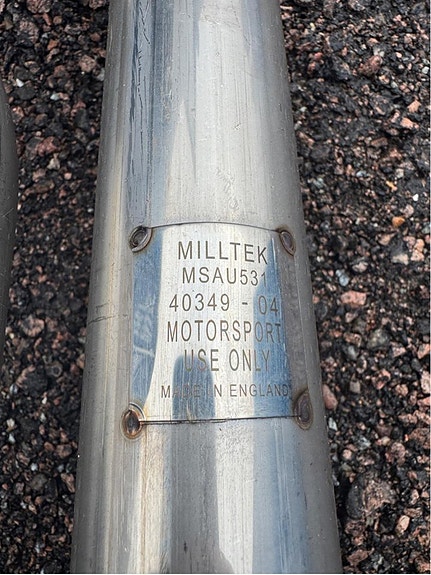 MILLTEK
MSAU531
40349 - 04
MOTORSPORT
USE ONLY
MADE IN ENGLAND